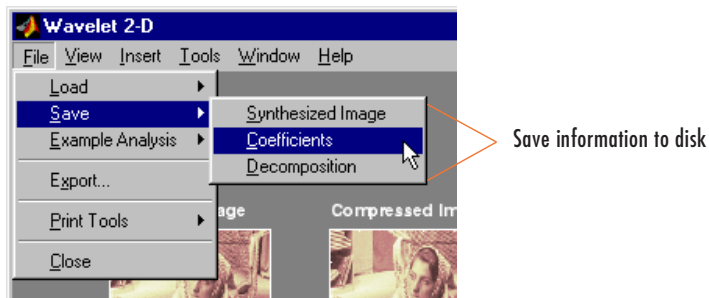 Wavelet 2-D
File View Insert Tools Window Help
Load
Save
Example Analysis
Export...
Print Tools
Close
Synthesized Image
Coefficients
Decomposition
Save information to disk
age
Compressed Im